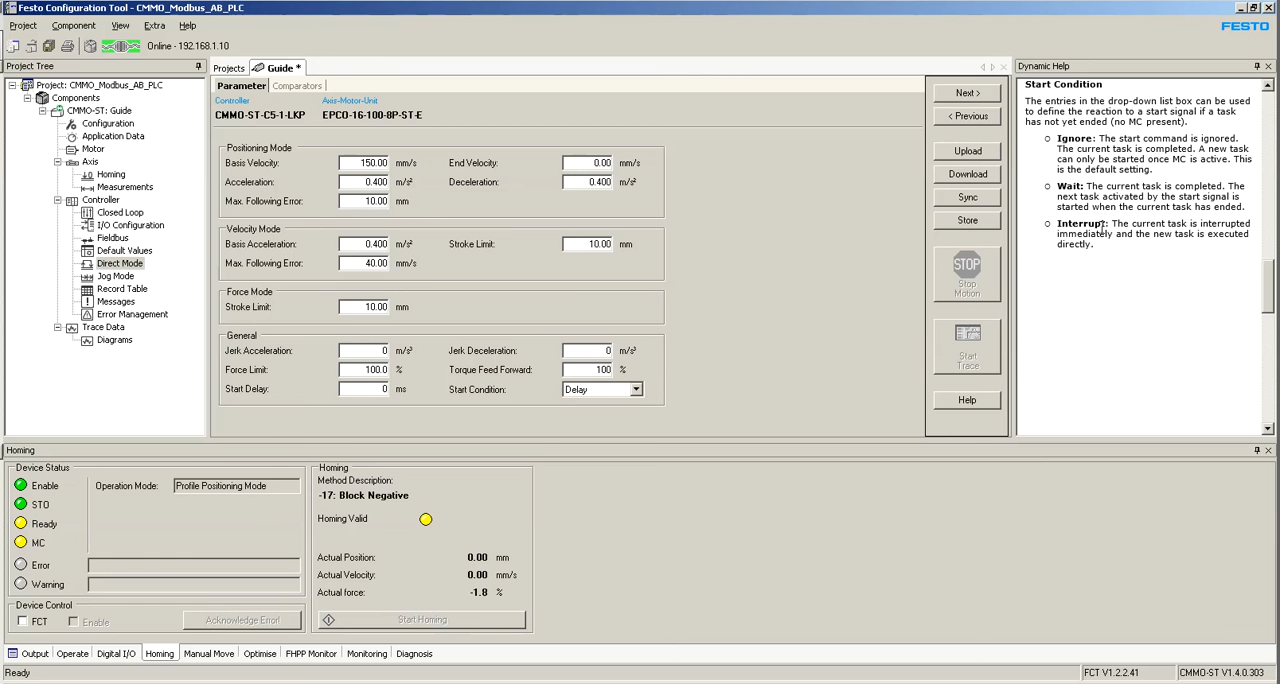 Festo Configuration Tool - CMMO_Modbus_AB_PLC
Project Component View Extra Help
FESTO
Online - 192.168.1.10
Project Tree
Project: CMMO_Modbus_AB_PLC
Components
CMMO-ST: Guide
Configuration
Application Data
Motor
Axis
Homing
Measurements
Controller
Closed Loop
I/O Configuration
Fieldbus
Default Values
Direct Mode
Jog Mode
Record Table
Messages
Error Management
Trace Data
Diagrams
Projects Guide *
Parameter Comparators
Controller Axis-Motor-Unit
CMMO-ST-C5-1-LKP EPCO-16-100-8P-ST-E
Positioning Mode
Basis Velocity: 150.00 mm/s End Velocity: 0.00 mm/s
Acceleration: 0.400 m/s² Deceleration: 0.400 m/s²
Max. Following Error: 10.00 mm
Velocity Mode
Basis Acceleration: 0.400 m/s² Stroke Limit: 10.00 mm
Max. Following Error: 40.00 mm/s
Force Mode
Stroke Limit: 10.00 mm
General
Jerk Acceleration: 0 m/s³ Jerk Deceleration: 0 m/s³
Force Limit: 100.0 % Torque Feed Forward: 100 %
Start Delay: 0 ms Start Condition: Delay
Next >
< Previous
Upload
Download
Sync
Store
STOP
Stop
Motion
Start
Trace
Help
Dynamic Help
Start Condition
The entries in the drop-down list box can be used
to define the reaction to a start signal if a task
has not yet ended (no MC present).
Ignore: The start command is ignored.
The current task is completed. A new task
can only be started once MC is active. This
is the default setting.
Wait: The current task is completed. The
next task activated by the start signal is
started when the current task has ended.
Interrupt: The current task is interrupted
immediately and the new task is executed
directly.
Homing
Device Status
Enable Operation Mode: Profile Positioning Mode
STO
Ready
MC
Error
Warning
Device Control
FCT Enable Acknowledge Error!
Homing
Method Description:
-17: Block Negative
Homing Valid
Actual Position: 0.00 mm
Actual Velocity: 0.00 mm/s
Actual force: -1.8 %
Start Homing
Output Operate Digital I/O Homing Manual Move Optimise FHPP Monitor Monitoring Diagnosis
Ready FCT V1.2.2.41 CMMO-ST V1.4.0.303